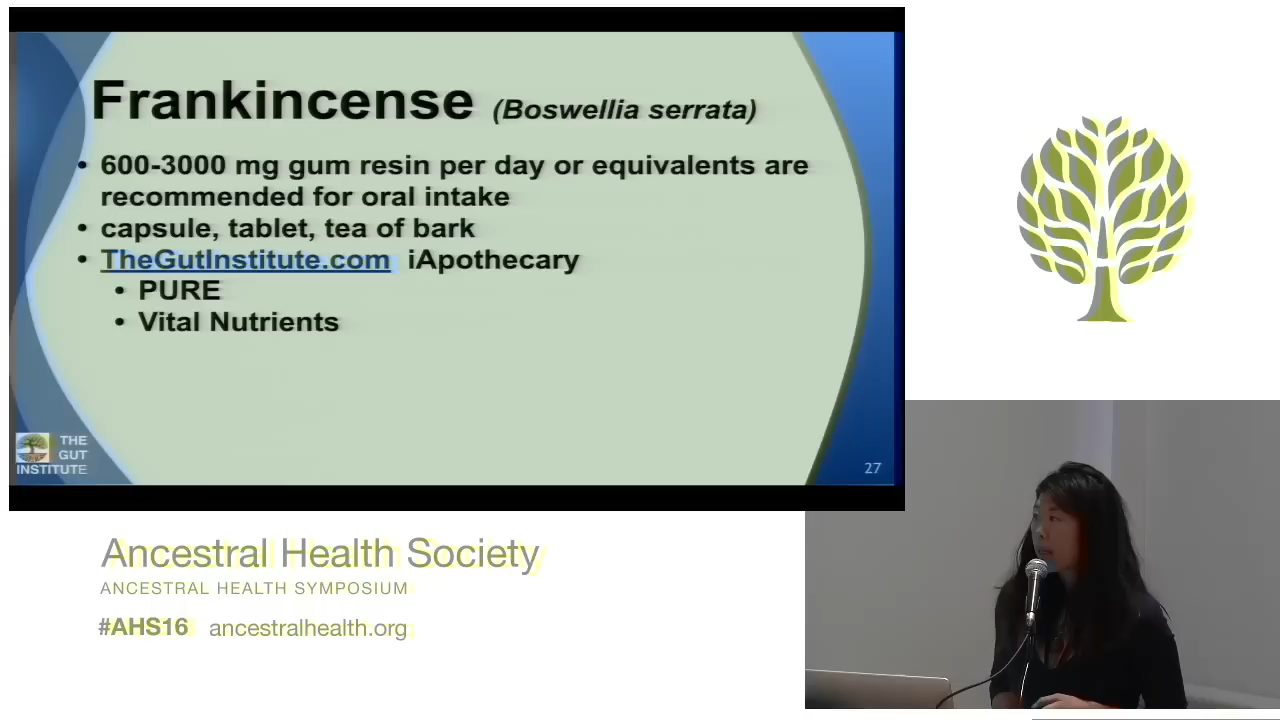 Frankincense (Boswellia serrata)
• 600-3000 mg gum resin per day or equivalents are
recommended for oral intake
• capsule, tablet, tea of bark
• TheGutInstitute.com iApothecary
• PURE
• Vital Nutrients
THE
GUT
INSTITUTE
27
Ancestral Health Society
ANCESTRAL HEALTH SYMPOSIUM
#AHS16 ancestralhealth.org